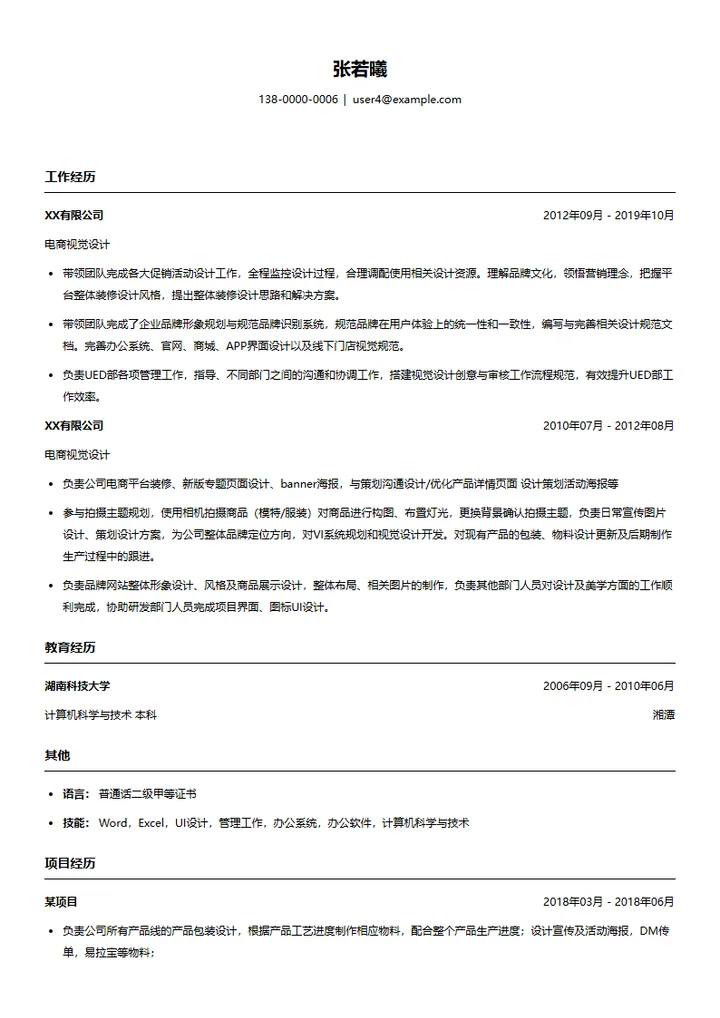 张若曦
138-0000-0006 | user4@example.com
工作经历
XX有限公司 2012年09月 - 2019年10月
电商视觉设计
• 带领团队完成各大促销活动设计工作，全程监控设计过程，合理调配使用相关设计资源。理解品牌文化，领悟营销理念，把握平
台整体装修设计风格，提出整体装修设计思路和解决方案。
• 带领团队完成了企业品牌形象规划与规范品牌识别系统，规范品牌在用户体验上的统一性和一致性，编写与完善相关设计规范文
档。完善办公系统、官网、商城、APP界面设计以及线下门店视觉规范。
• 负责UED部各项管理工作，指导、不同部门之间的沟通和协调工作，搭建视觉设计创意与审核工作流程规范，有效提升UED部工
作效率。
XX有限公司 2010年07月 - 2012年08月
电商视觉设计
• 负责公司电商平台装修、新版专题页面设计、banner海报，与策划沟通设计/优化产品详情页面 设计策划活动海报等
• 参与拍摄主题规划，使用相机拍摄商品（模特/服装）对商品进行构图、布置灯光，更换背景确认拍摄主题，负责日常宣传图片
设计、策划设计方案，为公司整体品牌定位方向，对VI系统规划和视觉设计开发。对现有产品的包装、物料设计更新及后期制作
生产过程中的跟进。
• 负责品牌网站整体形象设计、风格及商品展示设计，整体布局、相关图片的制作，负责其他部门人员对设计及美学方面的工作顺
利完成，协助研发部门人员完成项目界面、图标UI设计。
教育经历
湖南科技大学 2006年09月 - 2010年06月
计算机科学与技术 本科 湘潭
其他
• 语言： 普通话二级甲等证书
• 技能： Word，Excel，UI设计，管理工作，办公系统，办公软件，计算机科学与技术
项目经历
某项目 2018年03月 - 2018年06月
• 负责公司所有产品线的产品包装设计，根据产品工艺进度制作相应物料，配合整个产品生产进度；设计宣传及活动海报，DM传
单，易拉宝等物料；